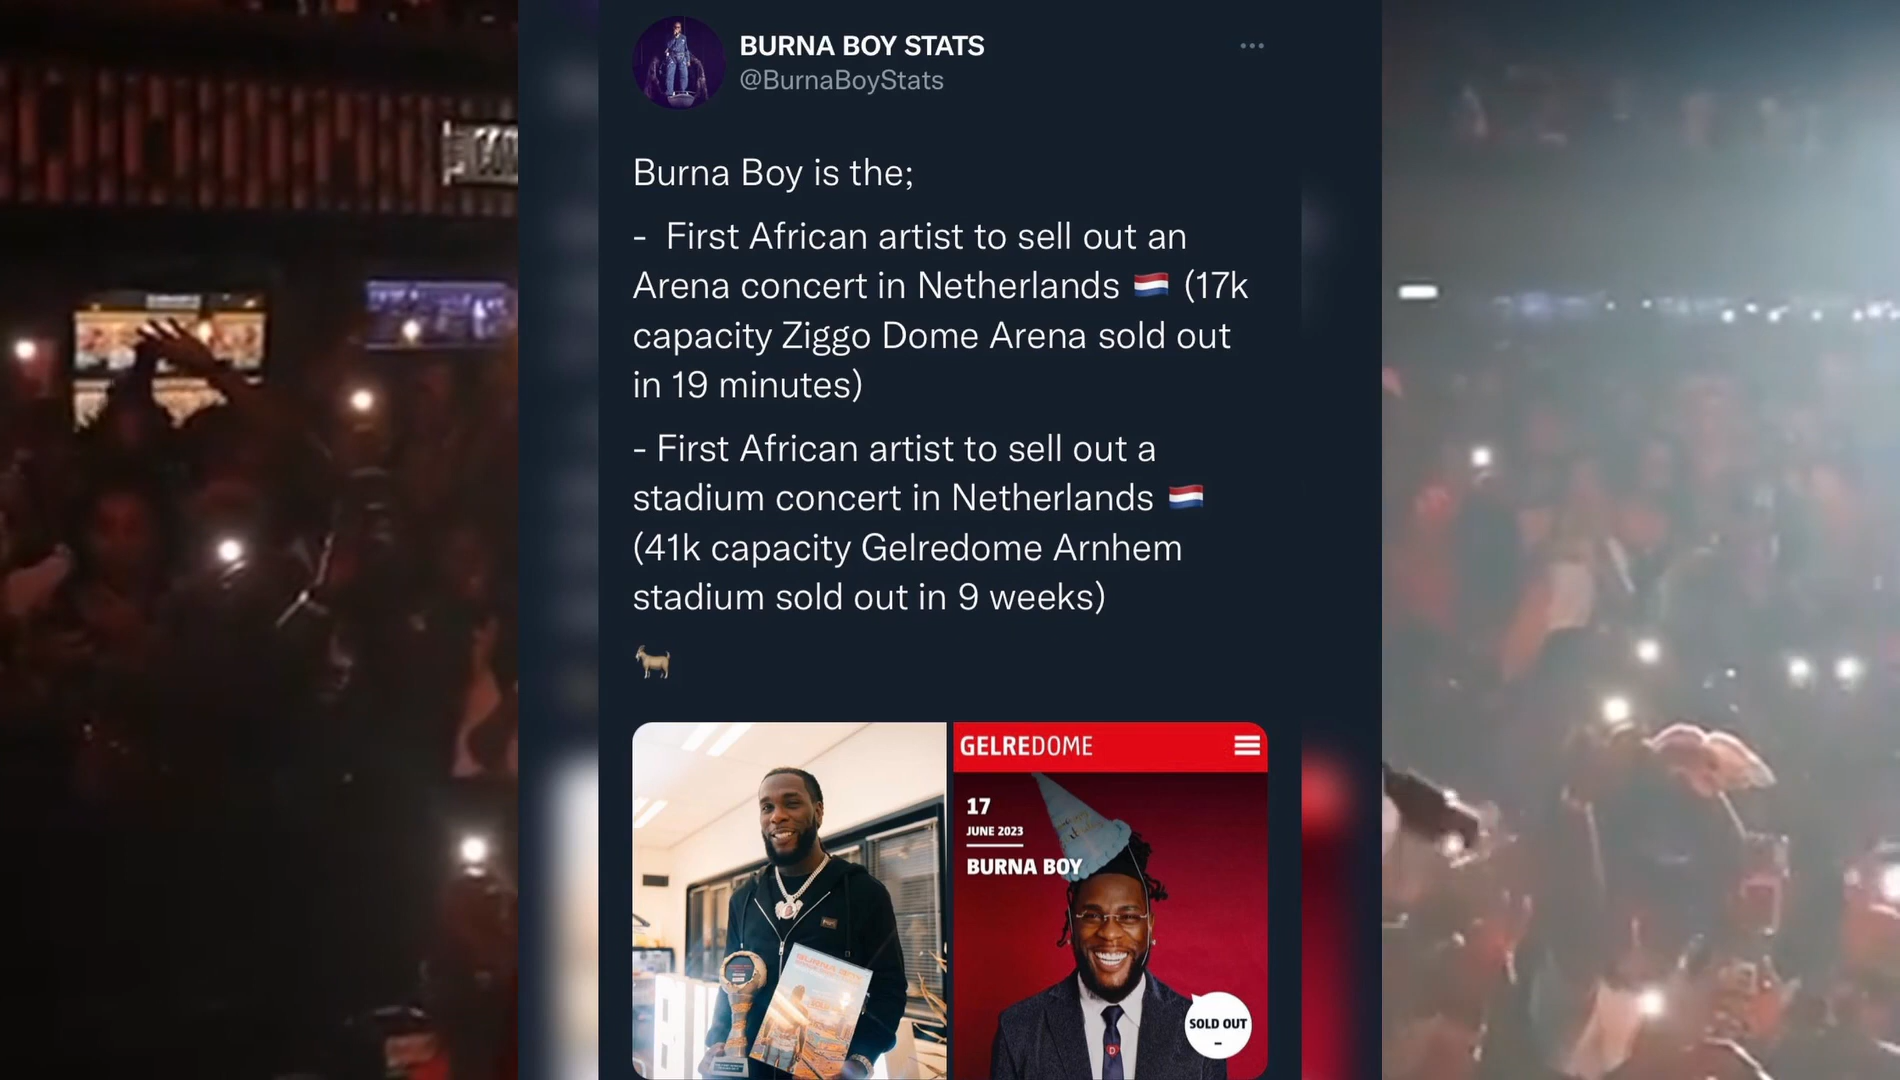 BURNA BOY STATS
@BurnaBoyStats
Burna Boy is the;
- First African artist to sell out an
Arena concert in Netherlands 🇳🇱 (17k
capacity Ziggo Dome Arena sold out
in 19 minutes)
- First African artist to sell out a
stadium concert in Netherlands 🇳🇱
(41k capacity Gelredome Arnhem
stadium sold out in 9 weeks)
🐐
GELREDOME
17
JUNE 2023
BURNA BOY
SOLD OUT
BURNA BOY